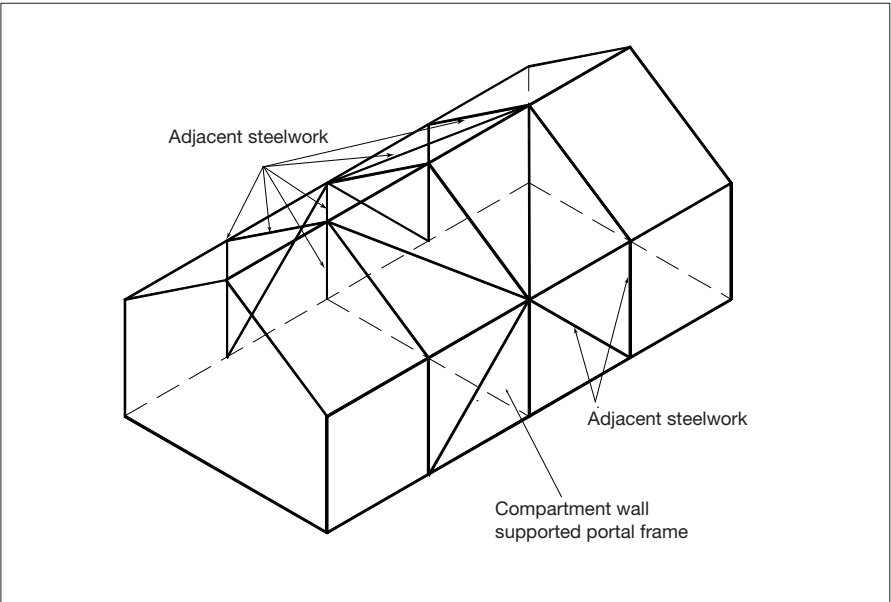 Adjacent steelwork
Adjacent steelwork
Compartment wall
supported portal frame